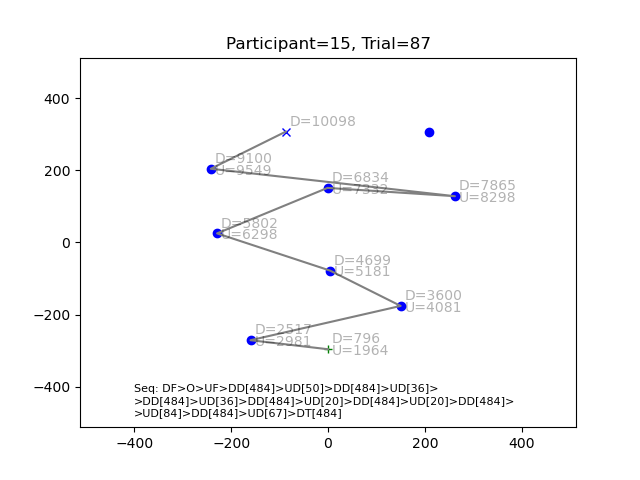 Participant=15, Trial=87
400
200
0
−200
−400
−400
−200
0
200
400
D=10098
D=9100
U=9549
D=6834
U=7332
D=7865
U=8298
D=5802
U=6298
D=4699
U=5181
D=3600
U=4081
D=2517
U=2981
D=796
U=1964
Seq: DF>O>UF>DD[484]>UD[50]>DD[484]>UD[36]>
>DD[484]>UD[36]>DD[484]>UD[20]>DD[484]>UD[20]>DD[484]>
>UD[84]>DD[484]>UD[67]>DT[484]